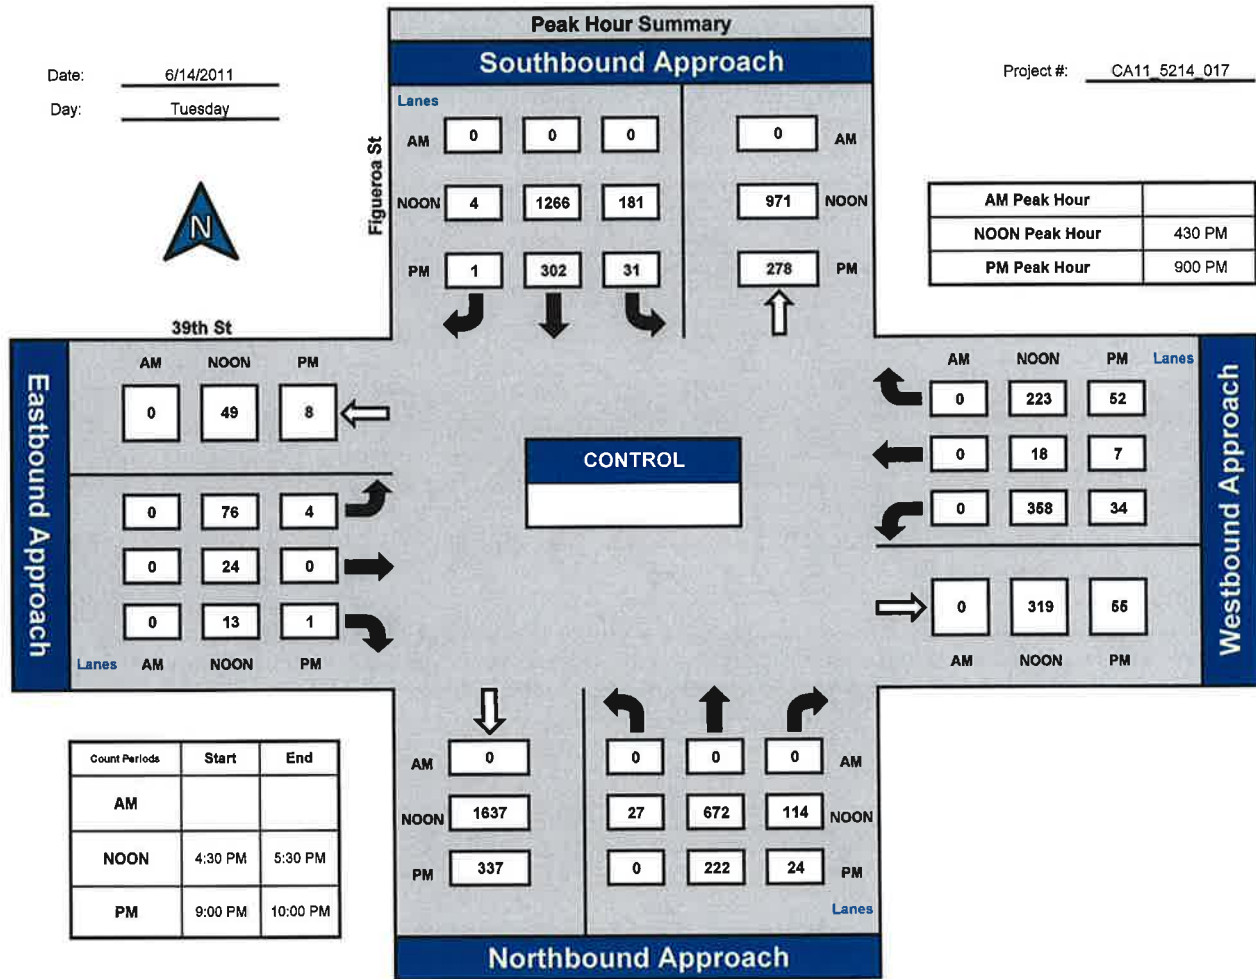 Peak Hour Summary
Southbound Approach
Date: 6/14/2011
Day: Tuesday
Project #: CA11_5214_017
N
Figueroa St
Lanes
AM 0 0 0 0 AM
NOON 4 1266 181 971 NOON
PM 1 302 31 278 PM
AM Peak Hour
NOON Peak Hour 430 PM
PM Peak Hour 900 PM
39th St
Eastbound Approach
AM NOON PM
0 49 8
0 76 4
0 24 0
0 13 1
Lanes AM NOON PM
CONTROL
Westbound Approach
AM NOON PM Lanes
0 223 52
0 18 7
0 358 34
0 319 55
AM NOON PM
Count Periods Start End
AM
NOON 4:30 PM 5:30 PM
PM 9:00 PM 10:00 PM
AM 0 0 0 0 AM
NOON 1637 27 672 114 NOON
PM 337 0 222 24 PM
Lanes
Northbound Approach